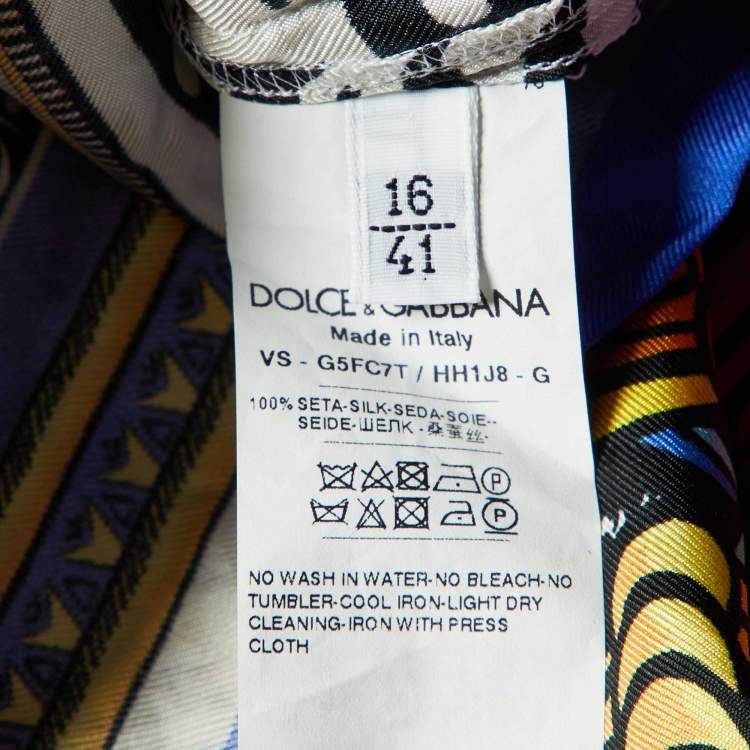 16
41
DOLCE & GABBANA
Made in Italy
VS - G5FC7T / HH1J8 - G
100% SETA-SILK-SEDA-SOIE--
SEIDE-ШЕЛК-桑蚕丝-
P
P
NO WASH IN WATER-NO BLEACH-NO
TUMBLER-COOL IRON-LIGHT DRY
CLEANING-IRON WITH PRESS
CLOTH